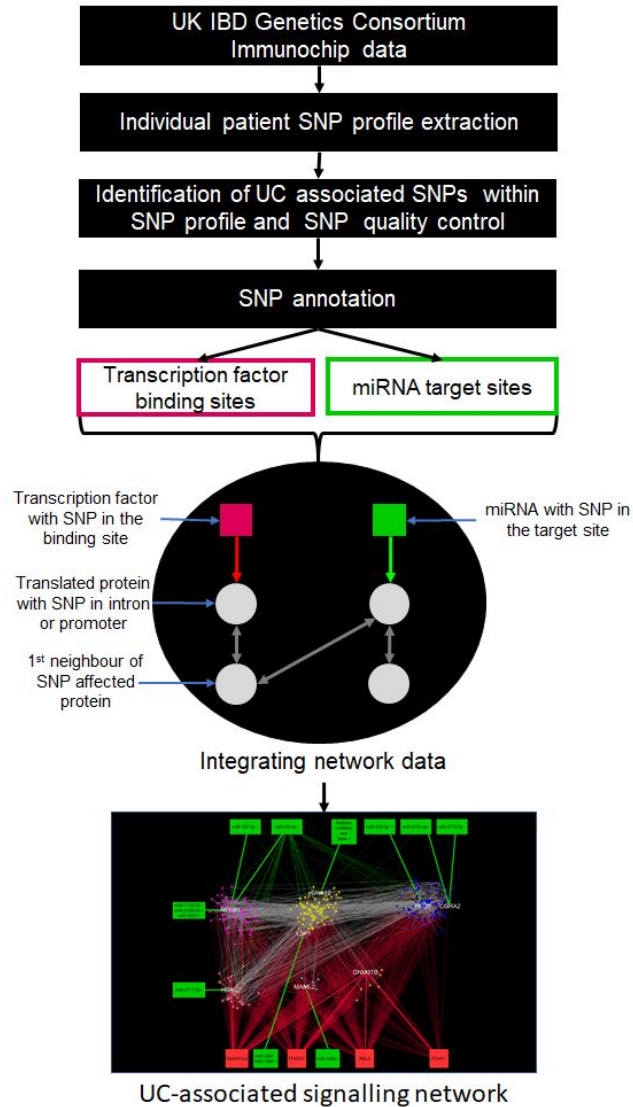 UK IBD Genetics Consortium
Immunochip data
Individual patient SNP profile extraction
Identification of UC associated SNPs within
SNP profile and SNP quality control
SNP annotation
Transcription factor
binding sites
miRNA target sites
Transcription factor
with SNP in the
binding site
miRNA with SNP in
the target site
Translated protein
with SNP in intron
or promoter
1st neighbour of
SNP affected
protein
Integrating network data
MAML2
UC-associated signalling network